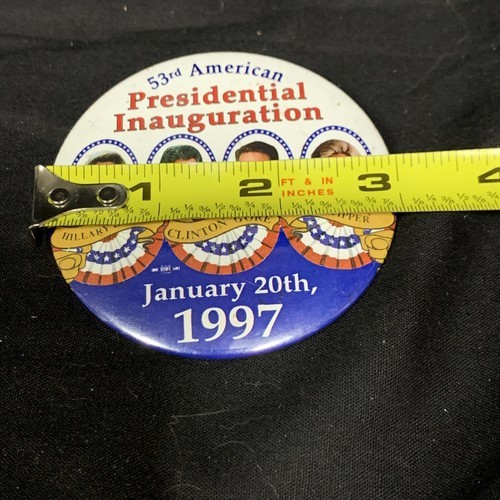 53rd American
Presidential
Inauguration
1 2 FT & IN INCHES 3 4
HILLARY CLINTON GORE TIPPER
January 20th,
1997